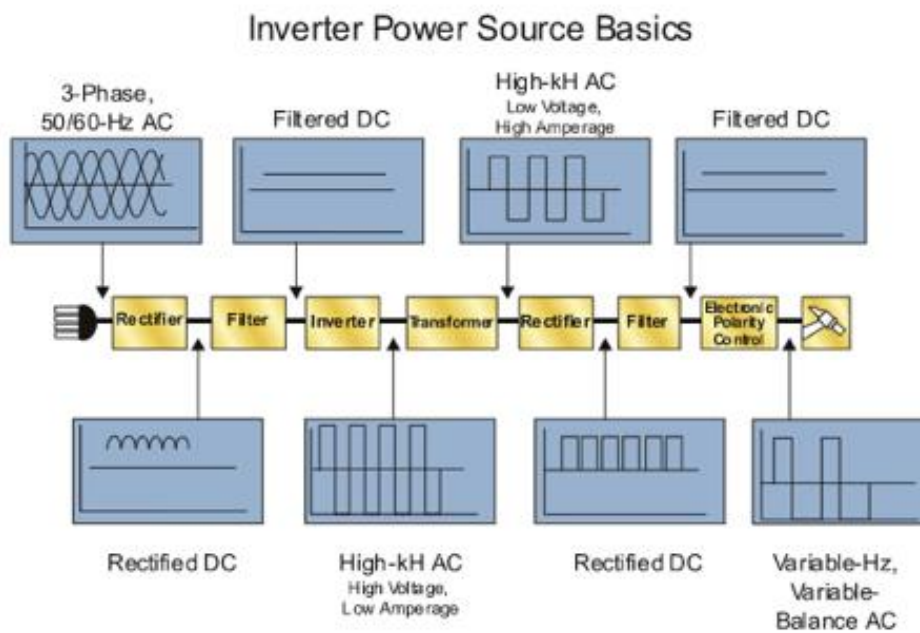 Inverter Power Source Basics
3-Phase,
50/60-Hz AC
Filtered DC
High-kH AC
Low Voltage,
High Amperage
Filtered DC
Rectifier
Filter
Inverter
Transformer
Rectifier
Filter
Electronic
Polarity
Control
Rectified DC
High-kH AC
High Voltage,
Low Amperage
Rectified DC
Variable-Hz,
Variable-
Balance AC